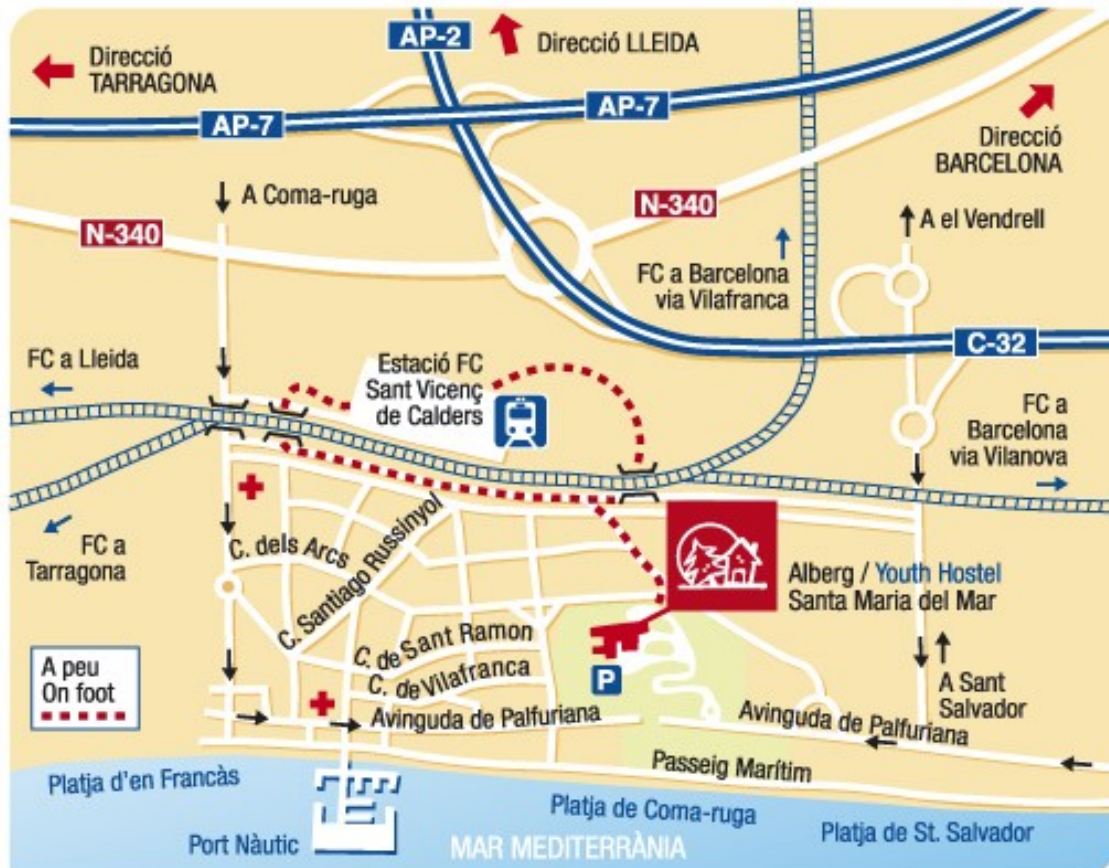 AP-2
Direcció LLEIDA
Direcció
TARRAGONA
AP-7
AP-7
Direcció
BARCELONA
A Coma-ruga
N-340
N-340
A el Vendrell
FC a Barcelona
via Vilafranca
C-32
FC a Lleida
Estació FC
Sant Vicenç
de Calders
FC a
Barcelona
via Vilanova
FC a
Tarragona
C. dels Arcs
C. Santiago Russinyol
Alberg / Youth Hostel
Santa Maria del Mar
C. de Sant Ramon
C. de Vilafranca
P
A peu
On foot
A Sant
Salvador
Avinguda de Palfuriana
Avinguda de Palfuriana
Passeig Marítim
Platja d'en Francàs
Platja de Coma-ruga
Platja de St. Salvador
Port Nàutic
MAR MEDITERRÀNIA